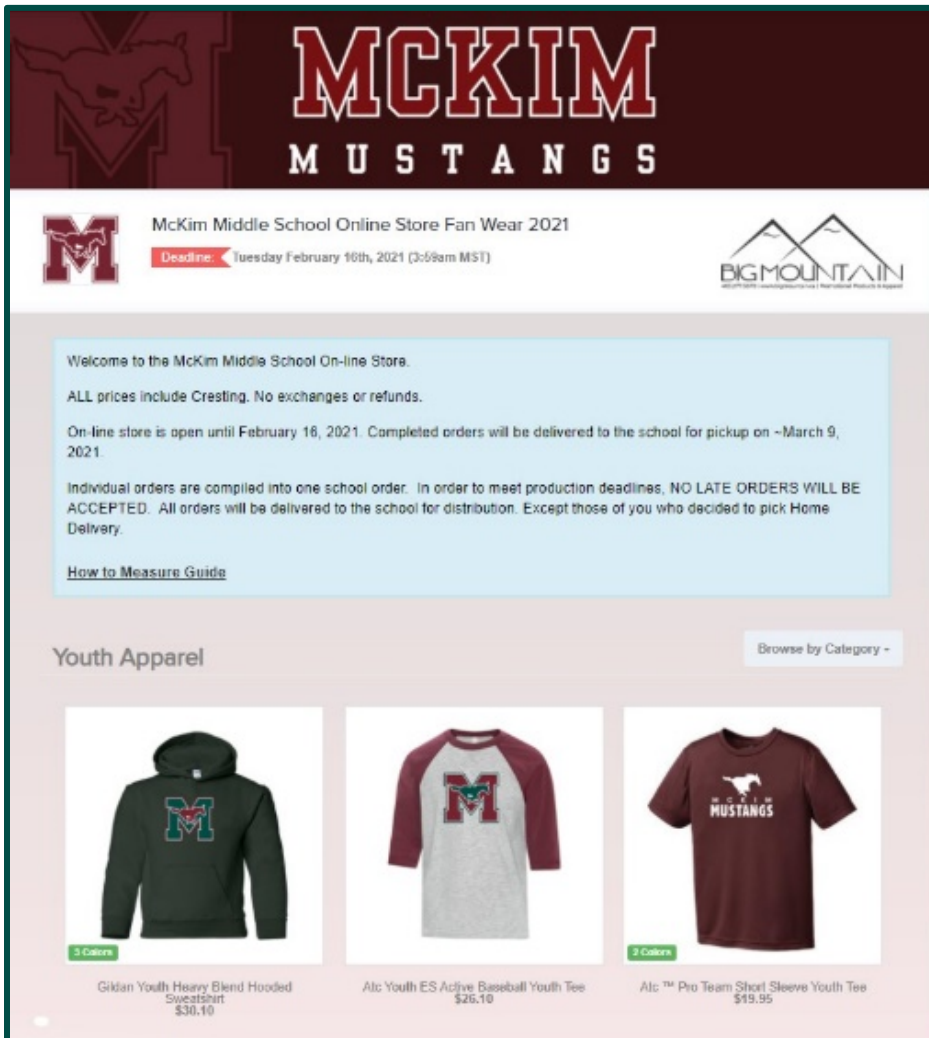 MCKIM
MUSTANGS
McKim Middle School Online Store Fan Wear 2021
Deadline: Tuesday February 16th, 2021 (3:59am MST)
BIGMOUNTAIN
Welcome to the McKim Middle School On-line Store.
ALL prices include Cresting. No exchanges or refunds.
On-line store is open until February 16, 2021. Completed orders will be delivered to the school for pickup on ~March 9,
2021.
Individual orders are compiled into one school order. In order to meet production deadlines, NO LATE ORDERS WILL BE
ACCEPTED. All orders will be delivered to the school for distribution. Except those of you who decided to pick Home
Delivery.
How to Measure Guide
Youth Apparel
Browse by Category
M
M
MCKIM
MUSTANGS
Colors
2 Colors
Gildan Youth Heavy Blend Hooded
Sweatshirt
$30.10
Atc Youth ES Active Baseball Youth Tee
$26.10
Atc ™ Pro Team Short Sleeve Youth Tee
$19.95